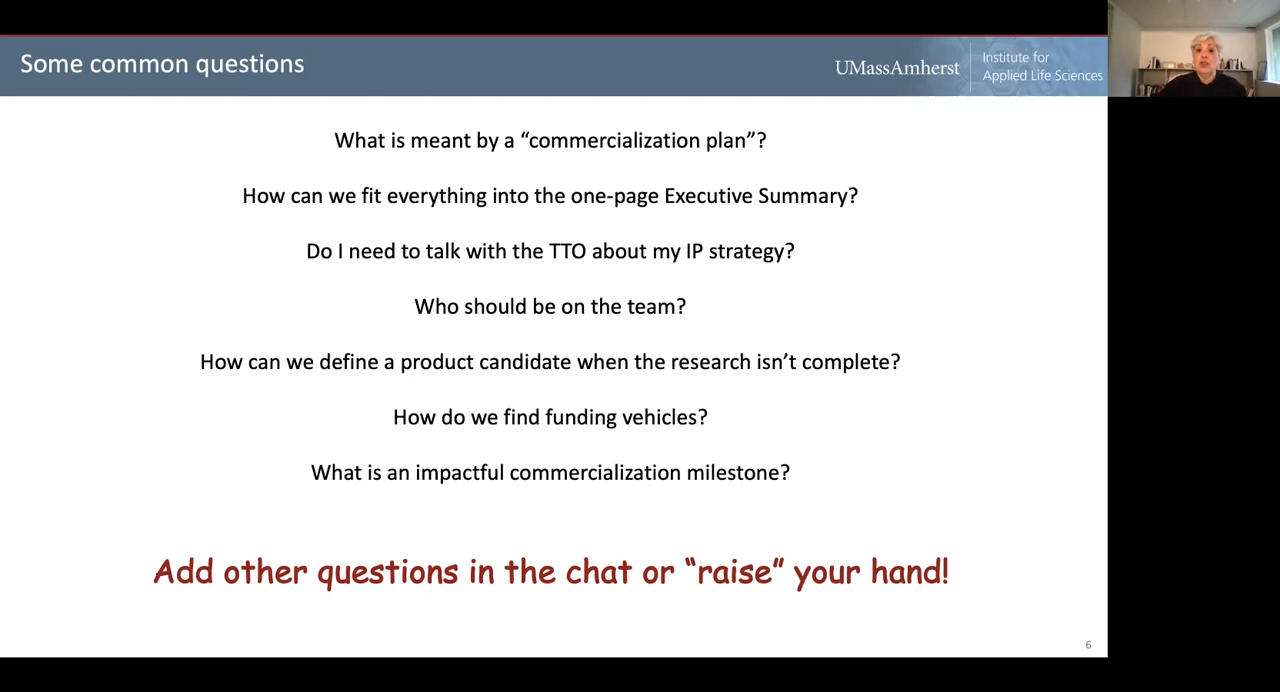 Some common questions
UMassAmherst
Institute for
Applied Life Sciences
What is meant by a “commercialization plan”?
How can we fit everything into the one-page Executive Summary?
Do I need to talk with the TTO about my IP strategy?
Who should be on the team?
How can we define a product candidate when the research isn’t complete?
How do we find funding vehicles?
What is an impactful commercialization milestone?
Add other questions in the chat or “raise” your hand!
6